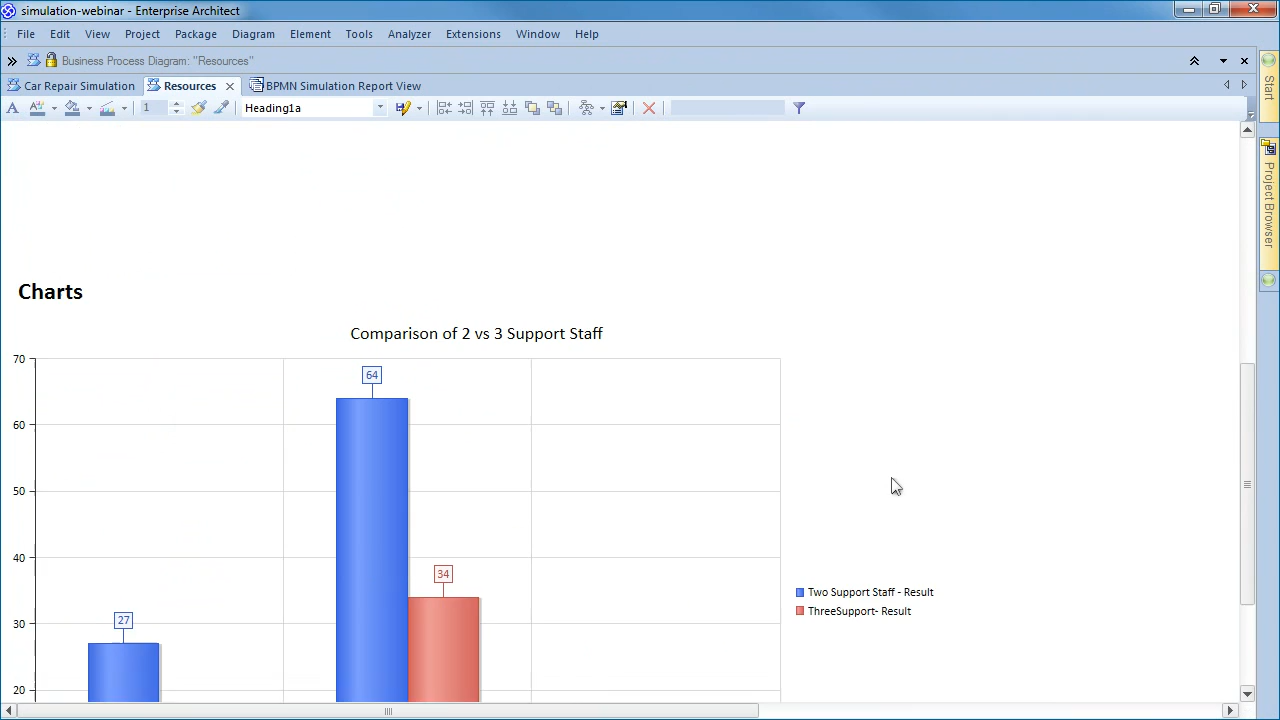 simulation-webinar - Enterprise Architect
File Edit View Project Package Diagram Element Tools Analyzer Extensions Window Help
Business Process Diagram: "Resources"
Car Repair Simulation Resources BPMN Simulation Report View
1 Heading1a
Start
Project Browser
Charts
Comparison of 2 vs 3 Support Staff
70
64
60
50
40
34
Two Support Staff - Result
ThreeSupport- Result
30
27
20